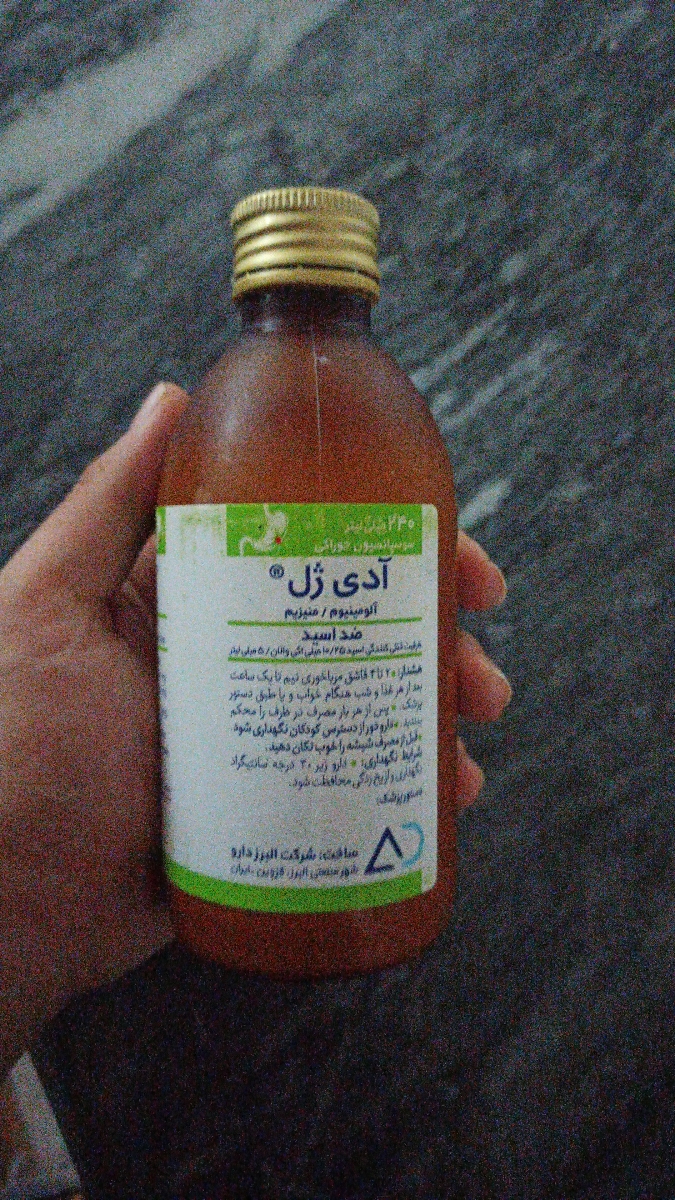 ۲۴۰ میلی‌لیتر
سوسپانسیون خوراکی
آدی ژل®
آلومینیوم / منیزیم
ضد اسید
ظرفیت خنثی کنندگی اسید ۱۰/۲۵ میلی اکی والان / ۵ میلی لیتر
هشدار: • ۲ تا ۴ قاشق مرباخوری نیم تا یک ساعت
بعد از هر غذا و شب هنگام خواب و یا طبق دستور
پزشک. • پس از هر بار مصرف در ظرف را محکم
ببندید. • دارو دور از دسترس کودکان نگهداری شود
• قبل از مصرف شیشه را خوب تکان دهید.
شرایط نگهداری: • دارو زیر ۳۰ درجه سانتیگراد
نگهداری و از یخ زدگی محافظت شود.
دستور پزشک:
ساخت: شرکت البرز دارو
شهر صنعتی البرز، قزوین - ایران